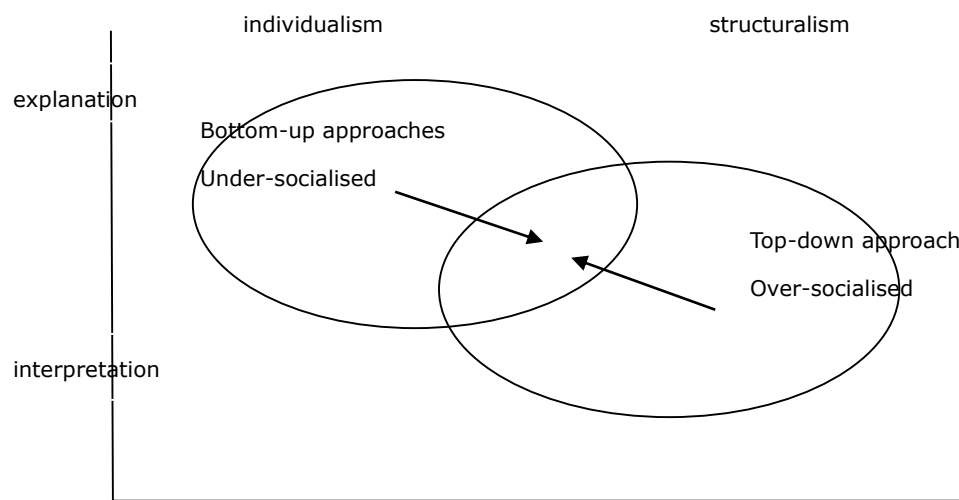 individualism
structuralism
explanation
Bottom-up approaches
Under-socialised
Top-down approach
Over-socialised
interpretation